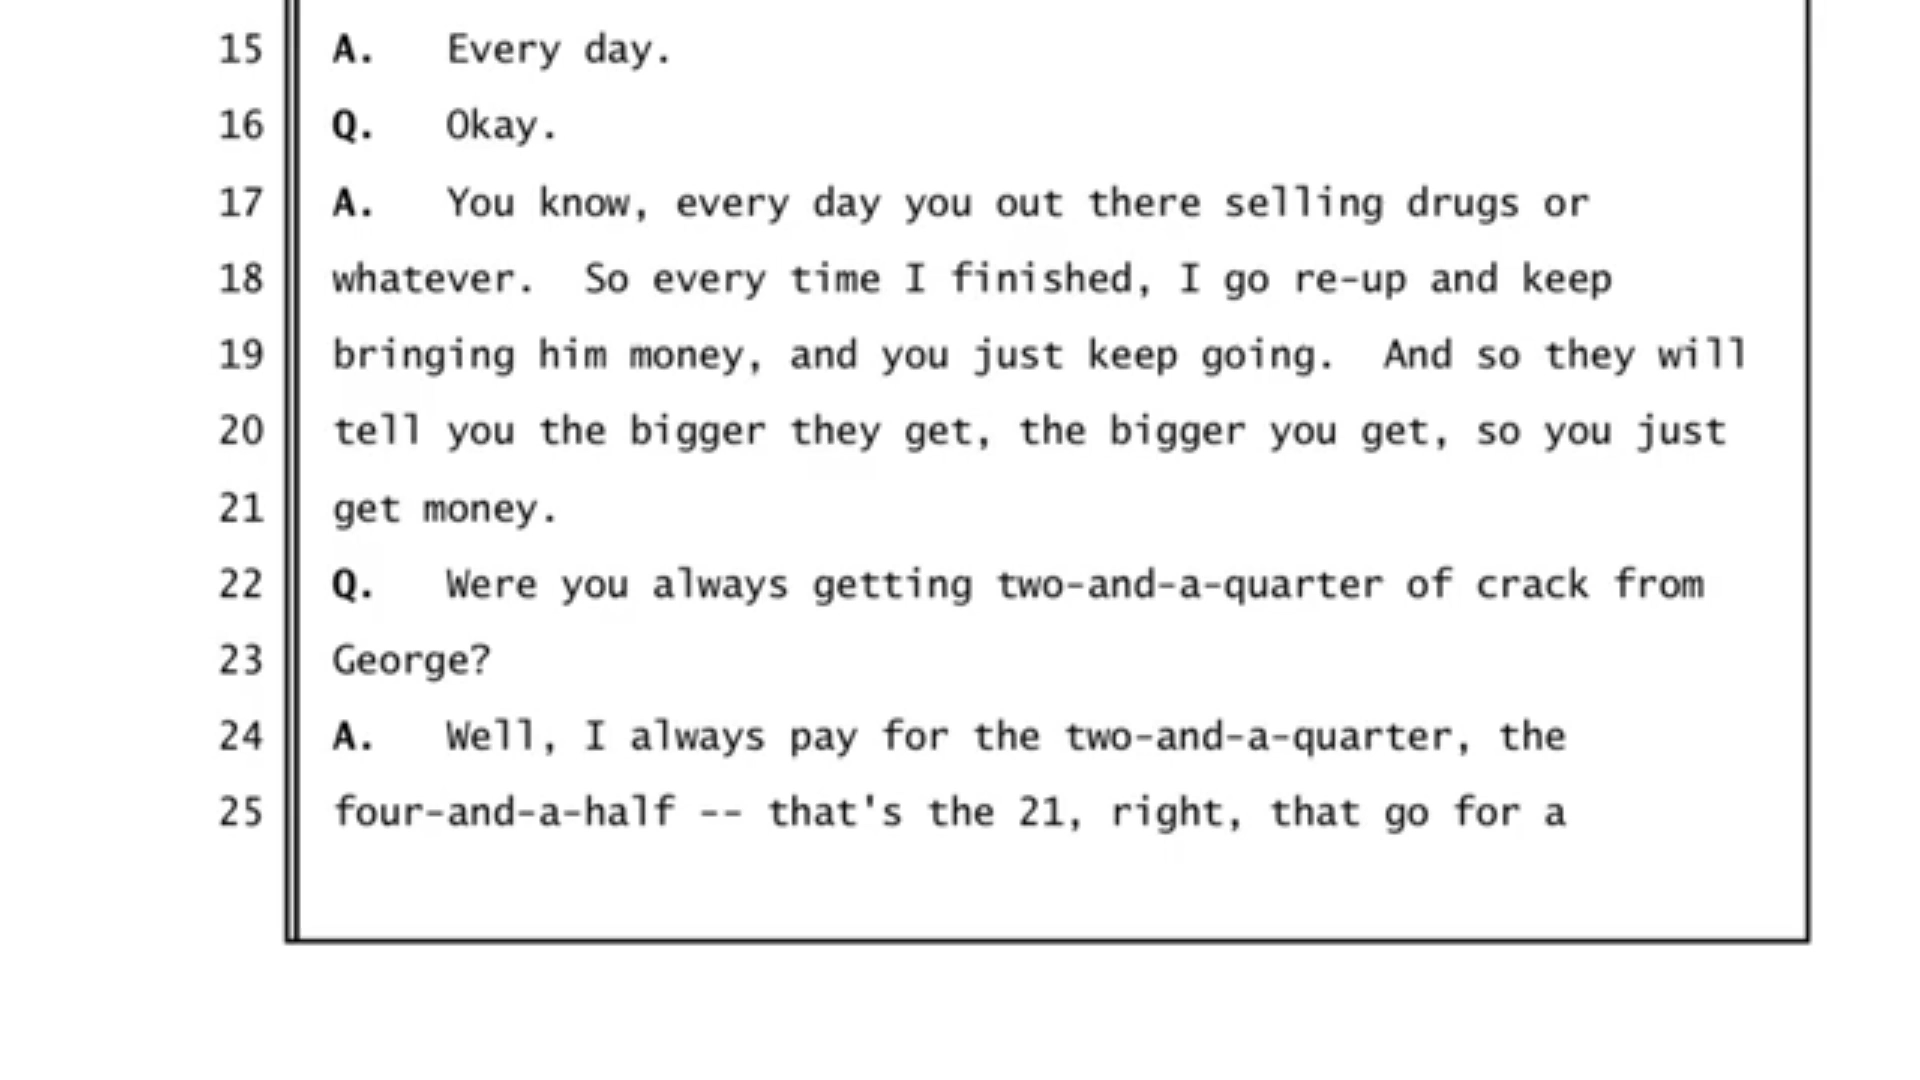 15 A. Every day.
16 Q. Okay.
17 A. You know, every day you out there selling drugs or
18 whatever. So every time I finished, I go re-up and keep
19 bringing him money, and you just keep going. And so they will
20 tell you the bigger they get, the bigger you get, so you just
21 get money.
22 Q. Were you always getting two-and-a-quarter of crack from
23 George?
24 A. Well, I always pay for the two-and-a-quarter, the
25 four-and-a-half -- that's the 21, right, that go for a